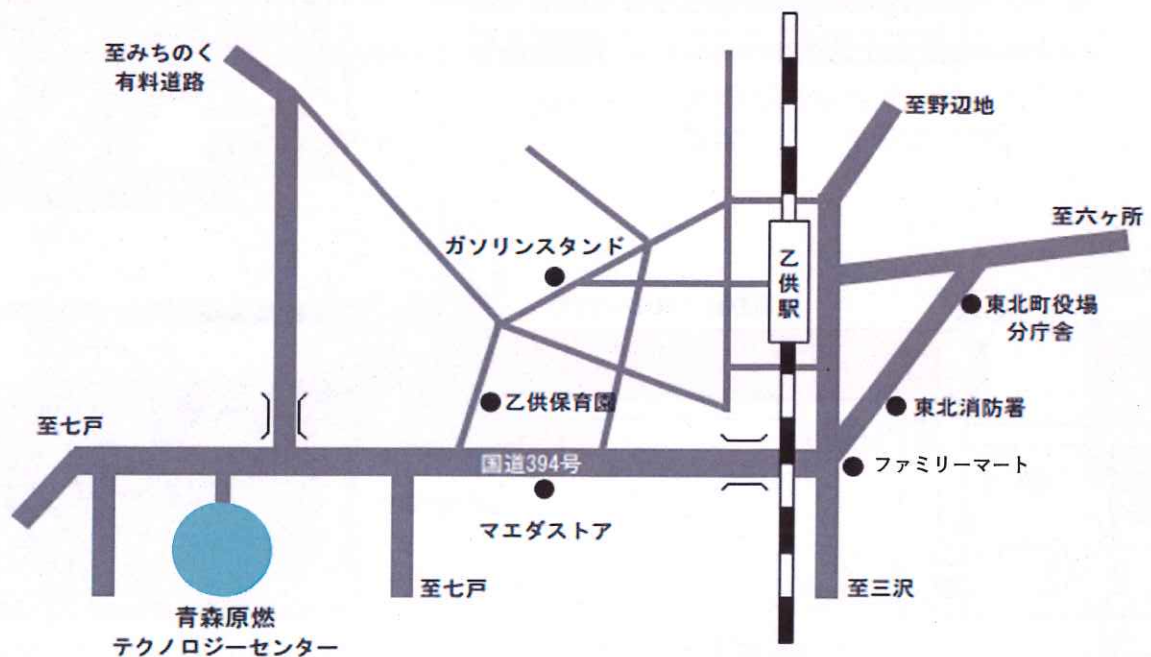 至みちのく
有料道路
至野辺地
至六ヶ所
ガソリンスタンド
乙供駅
東北町役場
分庁舎
乙供保育園
東北消防署
至七戸
国道394号
ファミリーマート
マエダストア
至七戸
至三沢
青森原燃
テクノロジーセンター